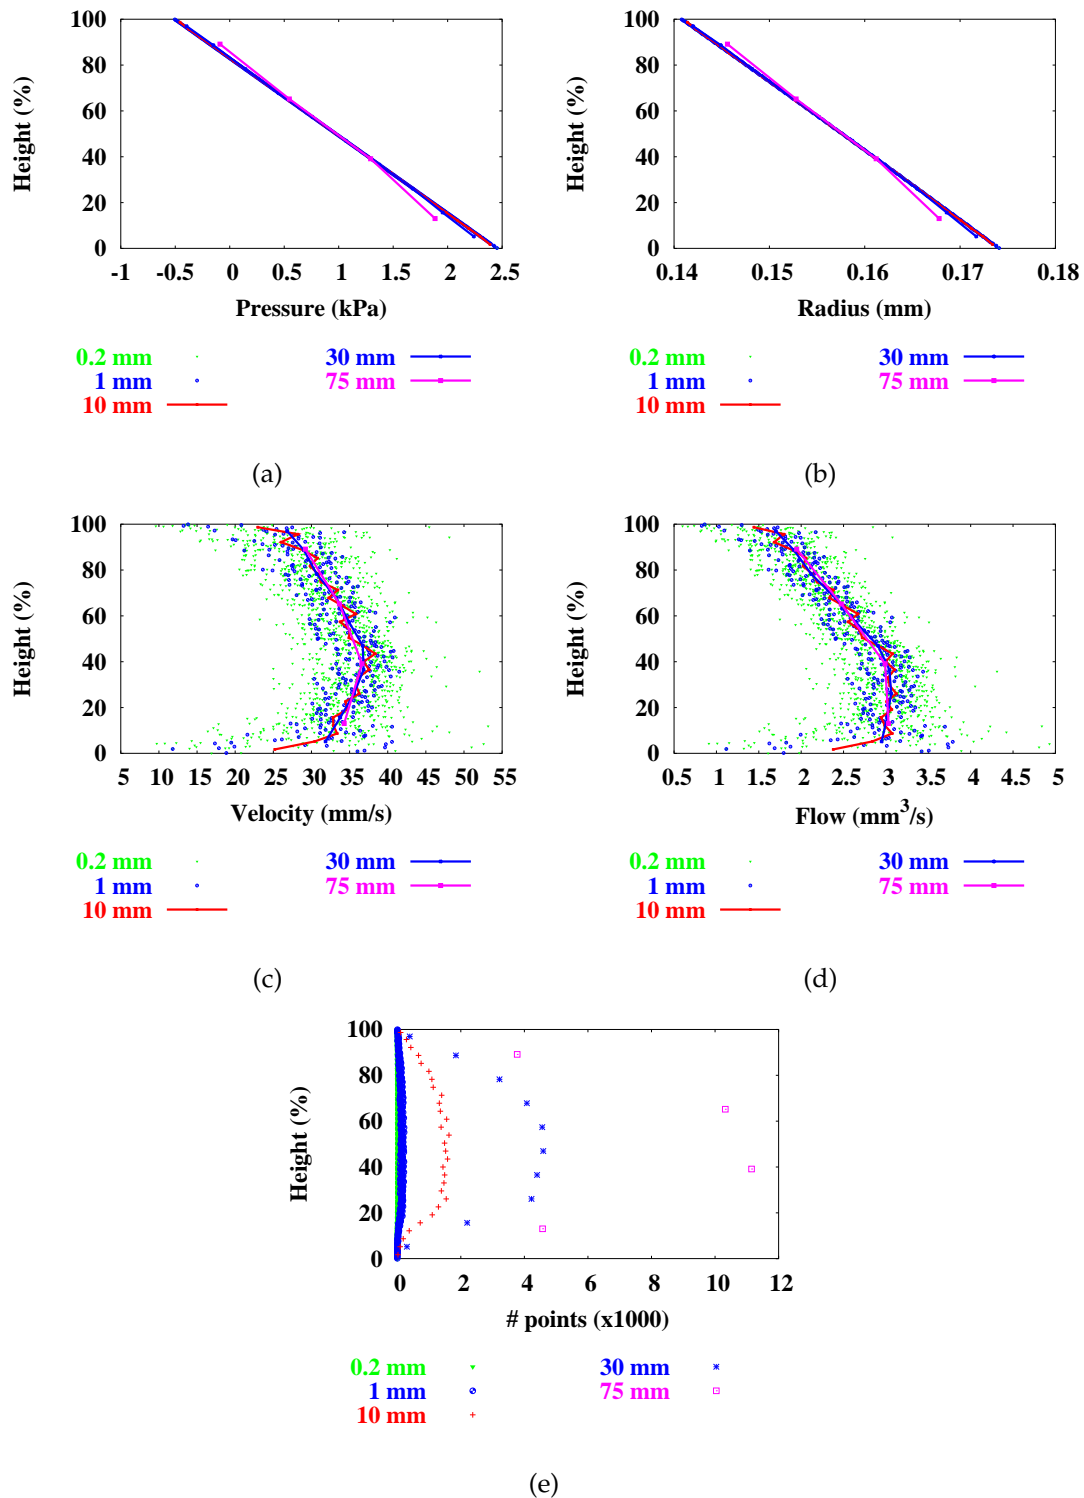 100 80 60 40 20 0
Height (%)
-1 -0.5 0 0.5 1 1.5 2 2.5
Pressure (kPa)
0.2 mm 30 mm
1 mm 75 mm
10 mm
(a)
100 80 60 40 20 0
Height (%)
0.14 0.15 0.16 0.17 0.18
Radius (mm)
0.2 mm 30 mm
1 mm 75 mm
10 mm
(b)
100 80 60 40 20 0
Height (%)
5 10 15 20 25 30 35 40 45 50 55
Velocity (mm/s)
0.2 mm 30 mm
1 mm 75 mm
10 mm
(c)
100 80 60 40 20 0
Height (%)
0.5 1 1.5 2 2.5 3 3.5 4 4.5 5
Flow (mm³/s)
0.2 mm 30 mm
1 mm 75 mm
10 mm
(d)
100 80 60 40 20 0
Height (%)
0 2 4 6 8 10 12
# points (x1000)
0.2 mm 30 mm
1 mm 75 mm
10 mm
(e)